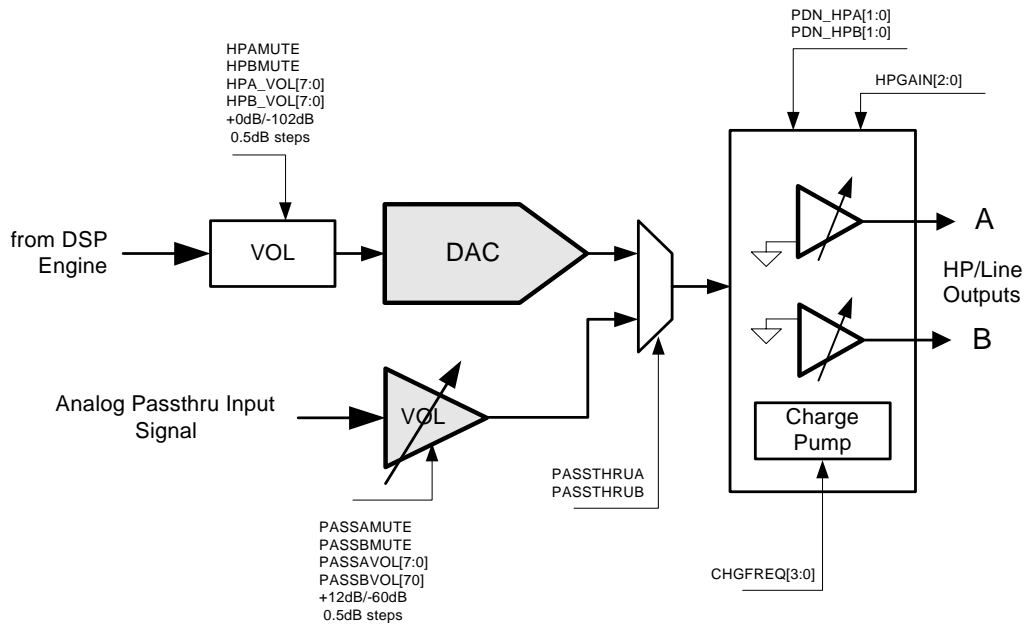 PDN_HPA[1:0]
PDN_HPB[1:0]
HPAMUTE
HPBMUTE
HPA_VOL[7:0]
HPB_VOL[7:0]
+0dB/-102dB
0.5dB steps
HPGAIN[2:0]
from DSP
Engine
VOL
DAC
A
HP/Line
Outputs
B
Analog Passthru Input
Signal
VOL
Charge
Pump
PASSTHRUA
PASSTHRUB
PASSAMUTE
PASSBMUTE
PASSAVOL[7:0]
PASSBVOL[70]
+12dB/-60dB
0.5dB steps
CHGFREQ[3:0]